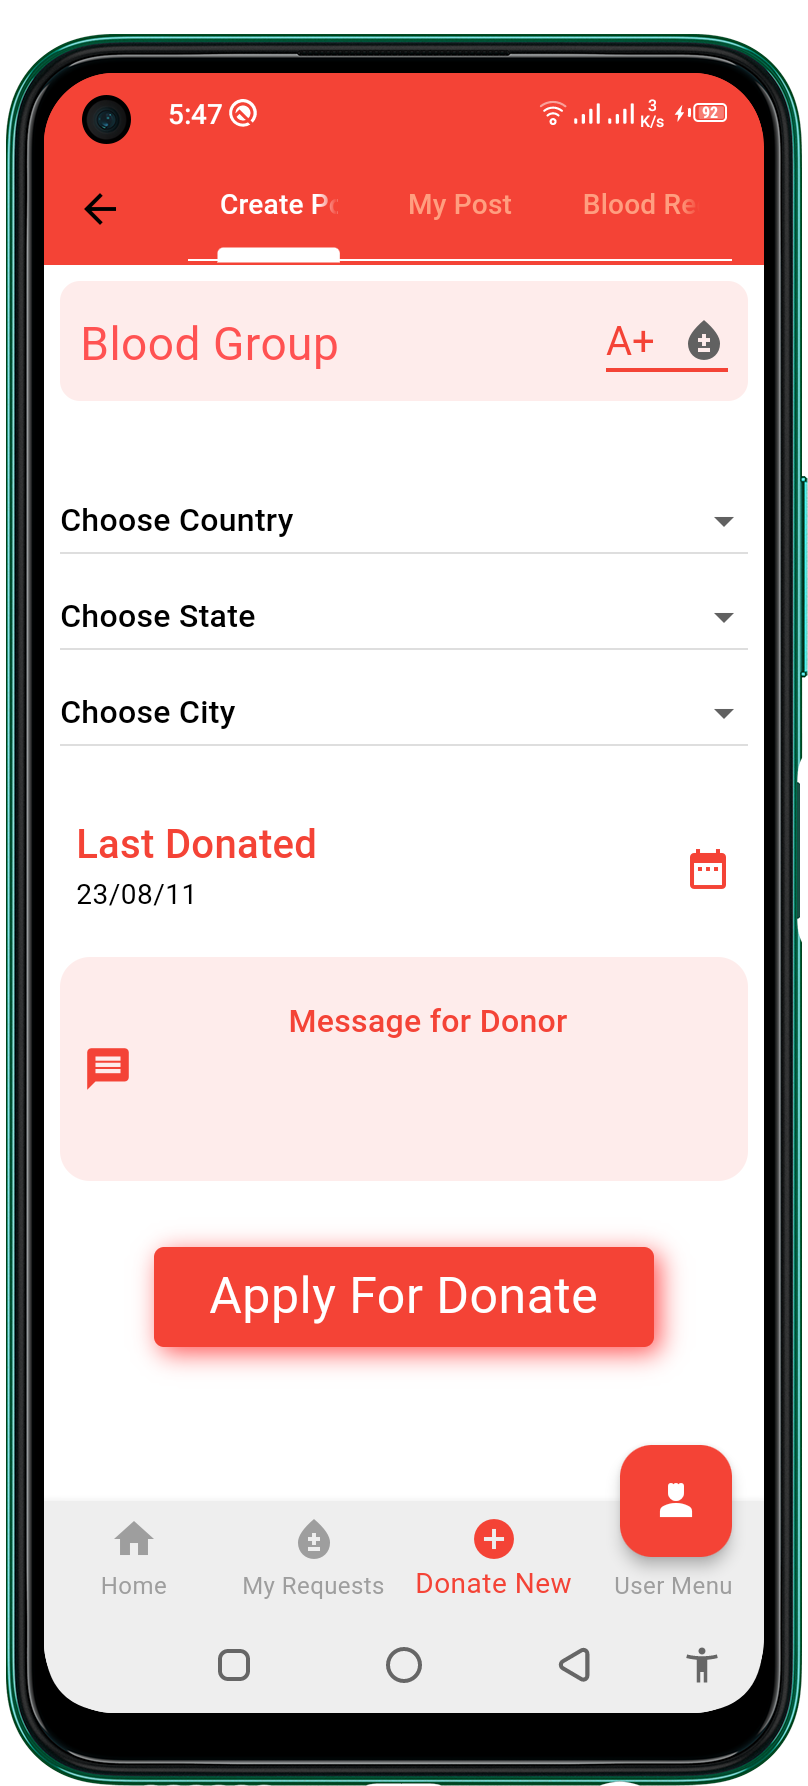 5:47
3
K/s
92
Create Po
My Post
Blood Re
Blood Group
A+
Choose Country
Choose State
Choose City
Last Donated
23/08/11
Message for Donor
Apply For Donate
Home
My Requests
Donate New
User Menu